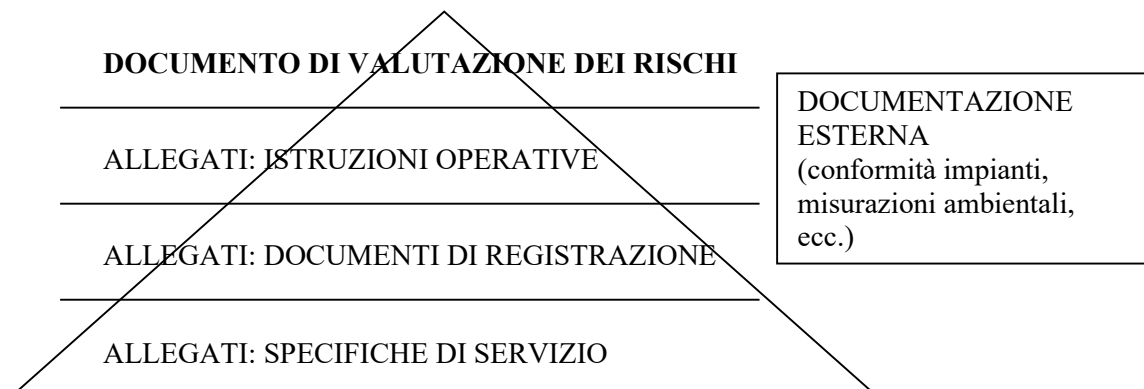 DOCUMENTO DI VALUTAZIONE DEI RISCHI
ALLEGATI: ISTRUZIONI OPERATIVE
ALLEGATI: DOCUMENTI DI REGISTRAZIONE
ALLEGATI: SPECIFICHE DI SERVIZIO
DOCUMENTAZIONE
ESTERNA
(conformità impianti,
misurazioni ambientali,
ecc.)